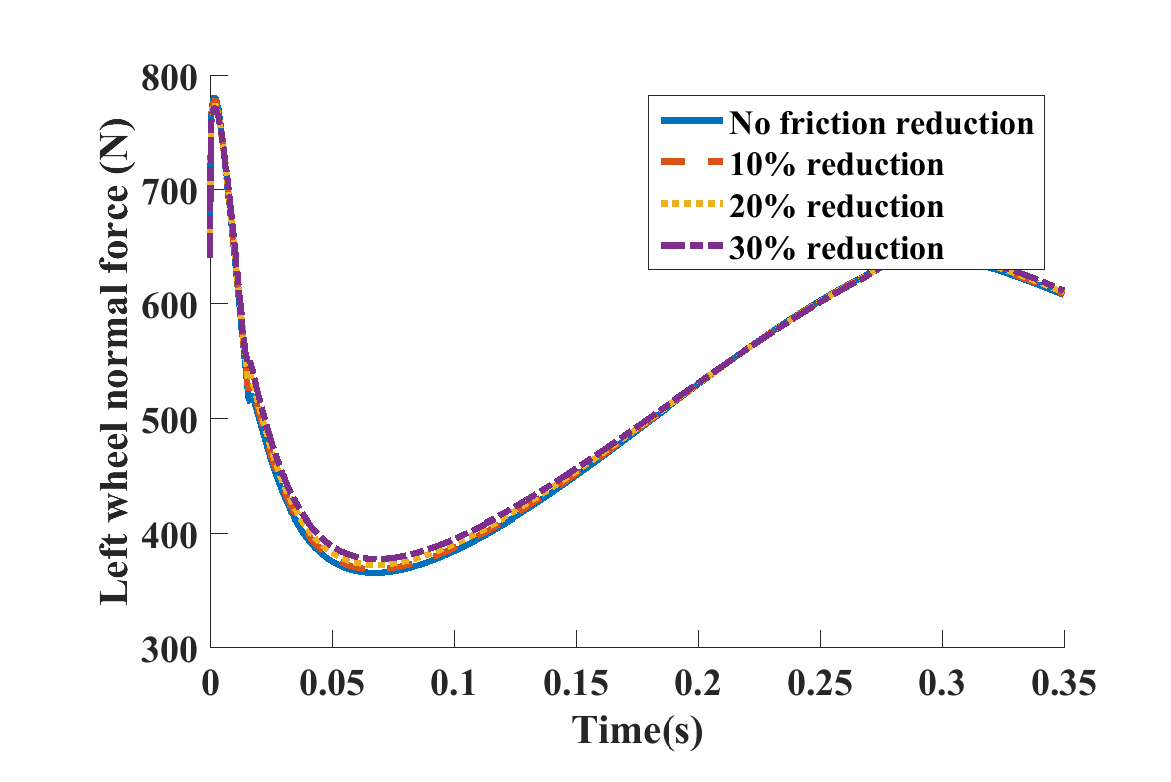 800
700
600
500
400
300
Left wheel normal force (N)
No friction reduction
10% reduction
20% reduction
30% reduction
0 0.05 0.1 0.15 0.2 0.25 0.3 0.35
Time(s)